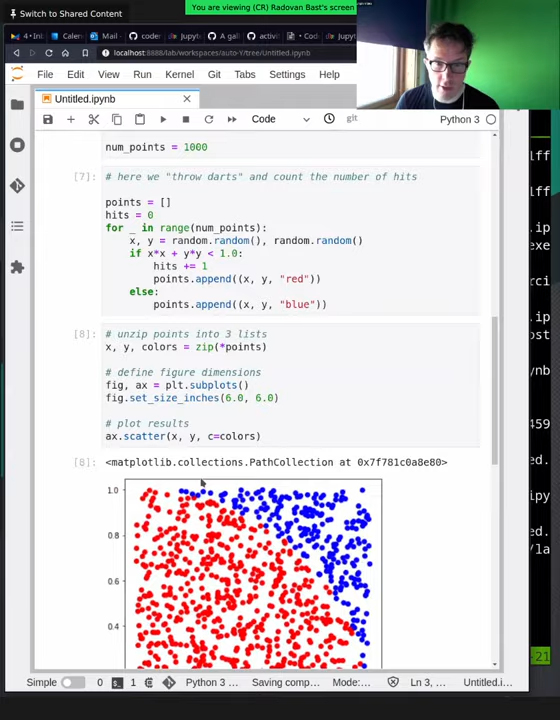 Switch to Shared Content
You are viewing (CR) Radovan Bast's screen
localhost:8888/lab/workspaces/auto-Y/tree/Untitled.ipynb
File Edit View Run Kernel Git Tabs Settings Help
Untitled.ipynb
Code git Python 3
num_points = 1000
[7]:
# here we "throw darts" and count the number of hits
points = []
hits = 0
for _ in range(num_points):
x, y = random.random(), random.random()
if x*x + y*y < 1.0:
hits += 1
points.append((x, y, "red"))
else:
points.append((x, y, "blue"))
[8]:
# unzip points into 3 lists
x, y, colors = zip(*points)
# define figure dimensions
fig, ax = plt.subplots()
fig.set_size_inches(6.0, 6.0)
# plot results
ax.scatter(x, y, c=colors)
[8]: <matplotlib.collections.PathCollection at 0x7f781c0a8e80>
1.0
0.8
0.6
0.4
Simple 0 1 Python 3 ... Saving comp... Mode:... Ln 3, ... Untitled.i...